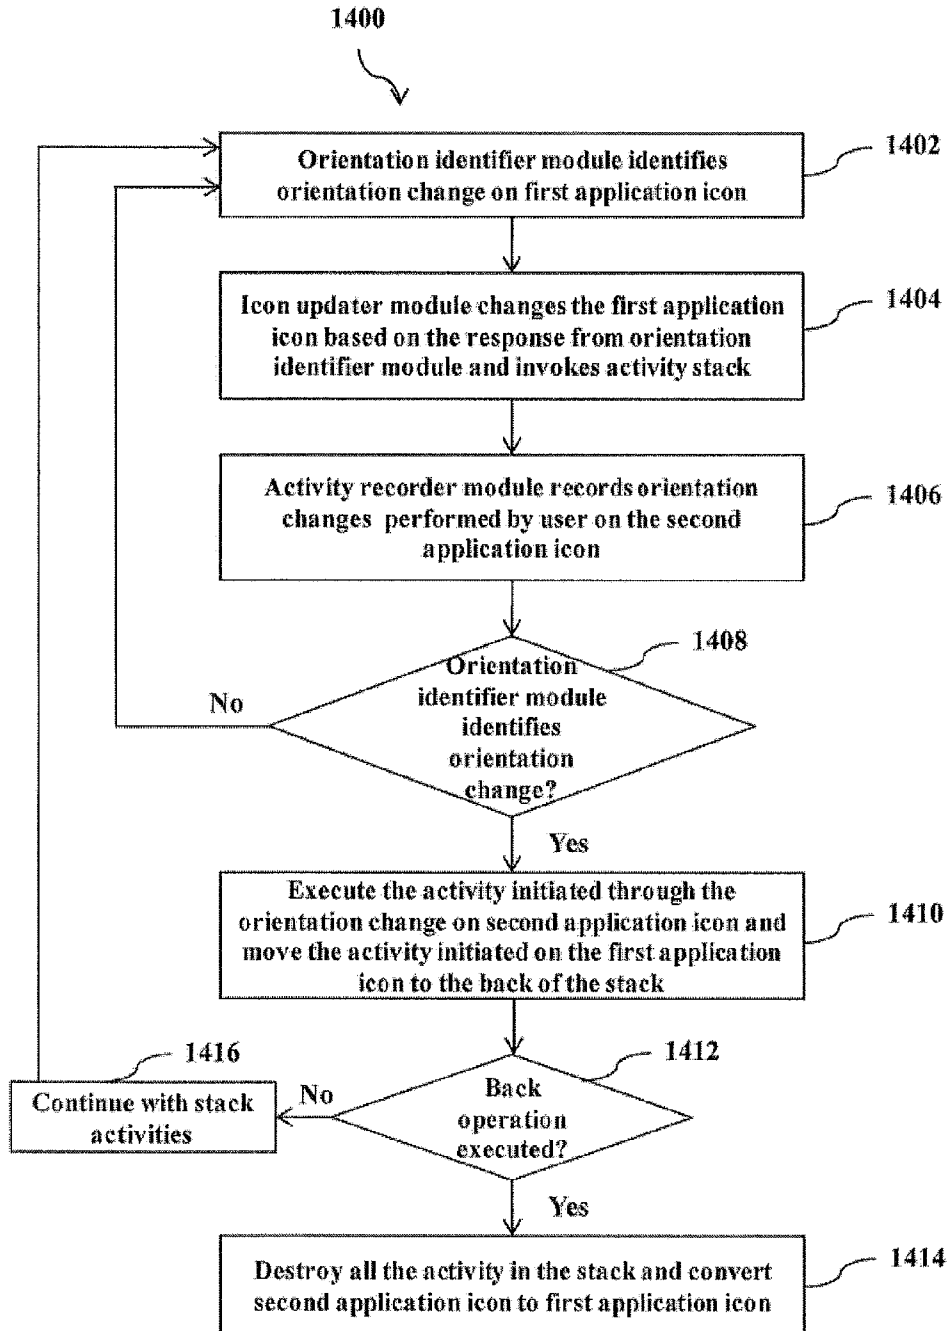 1400
1402
Orientation identifier module identifies
orientation change on first application icon
1404
Icon updater module changes the first application
icon based on the response from orientation
identifier module and invokes activity stack
1406
Activity recorder module records orientation
changes performed by user on the second
application icon
1408
Orientation
identifier module
identifies
orientation
change?
No
Yes
Execute the activity initiated through the
orientation change on second application icon and
move the activity initiated on the first application
icon to the back of the stack
1410
1412
Back
operation
executed?
No
1416
Continue with stack
activities
Yes
1414
Destroy all the activity in the stack and convert
second application icon to first application icon